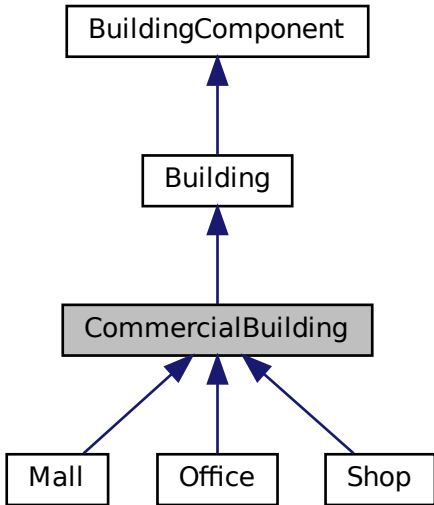 BuildingComponent
Building
CommercialBuilding
Mall
Office
Shop